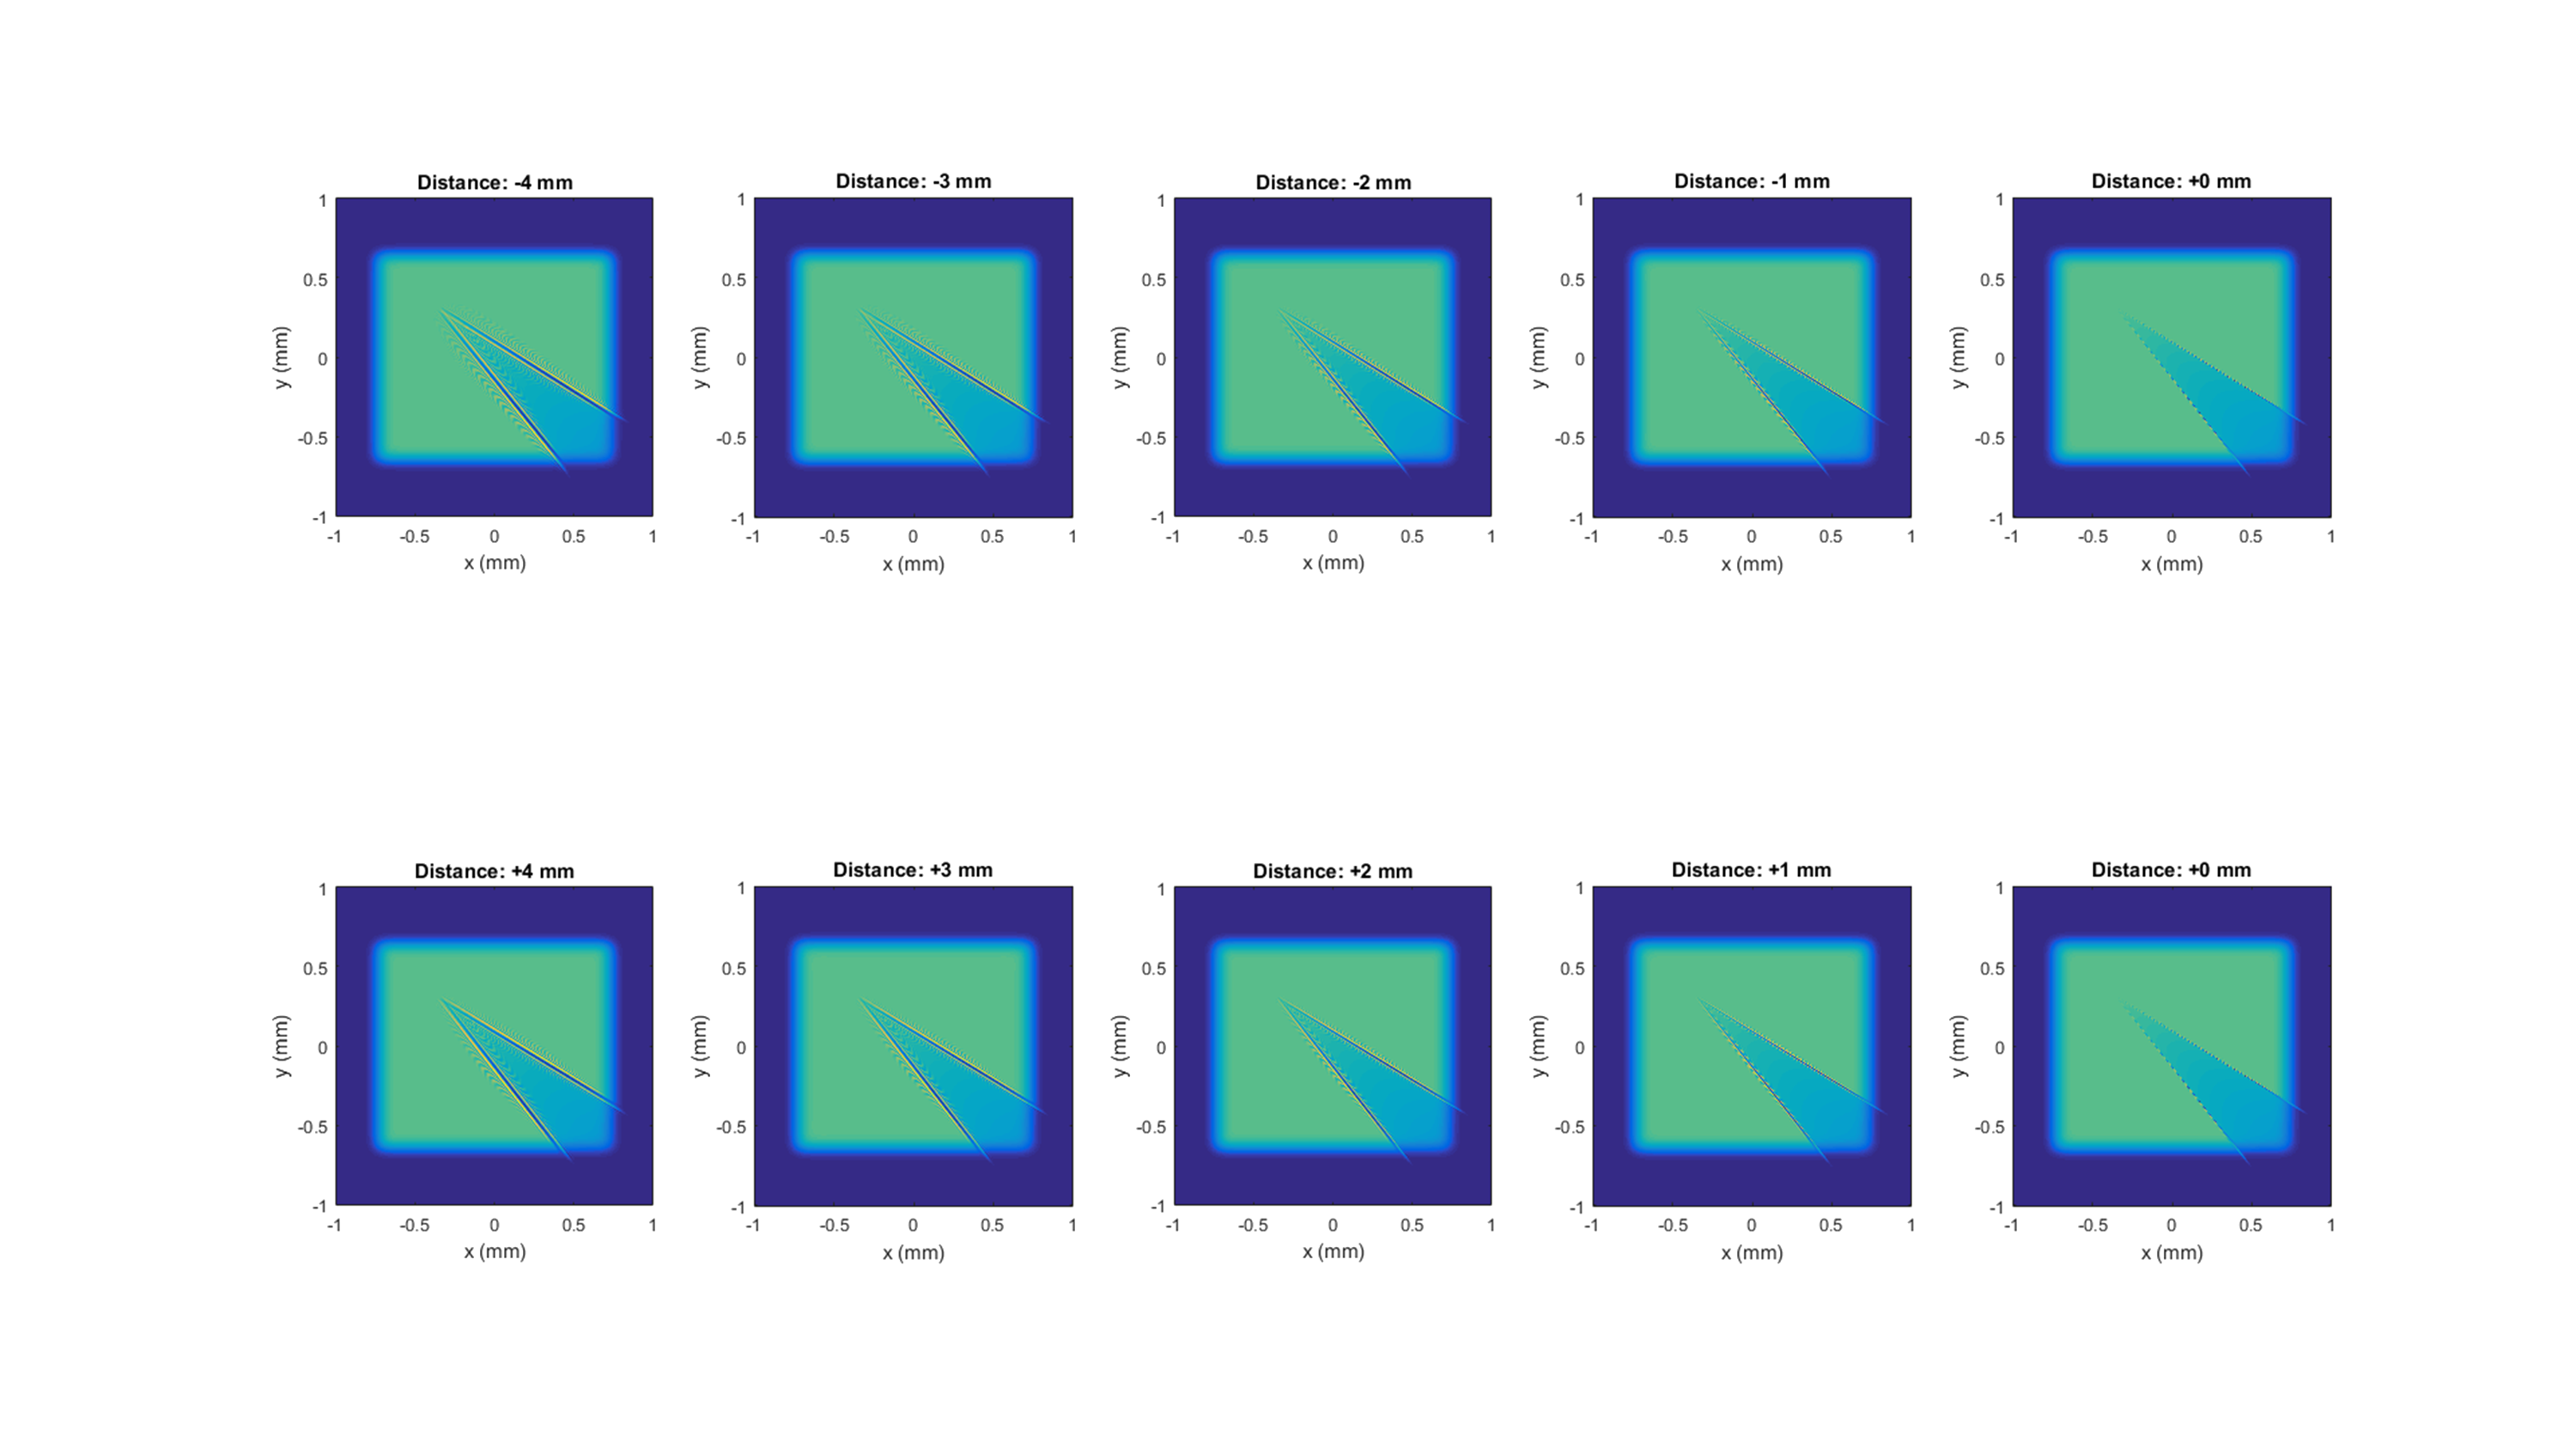 Distance: -4 mm
Distance: -3 mm
Distance: -2 mm
Distance: -1 mm
Distance: +0 mm
1 1 1 1 1
0.5 0.5 0.5 0.5 0.5
y (mm) y (mm) y (mm) y (mm) y (mm)
0 0 0 0 0
-0.5 -0.5 -0.5 -0.5 -0.5
-1 -1 -1 -1 -1
-1 -0.5 0 0.5 1 -1 -0.5 0 0.5 1 -1 -0.5 0 0.5 1 -1 -0.5 0 0.5 1 -1 -0.5 0 0.5 1
x (mm) x (mm) x (mm) x (mm) x (mm)
Distance: +4 mm
Distance: +3 mm
Distance: +2 mm
Distance: +1 mm
Distance: +0 mm
1 1 1 1 1
0.5 0.5 0.5 0.5 0.5
y (mm) y (mm) y (mm) y (mm) y (mm)
0 0 0 0 0
-0.5 -0.5 -0.5 -0.5 -0.5
-1 -1 -1 -1 -1
-1 -0.5 0 0.5 1 -1 -0.5 0 0.5 1 -1 -0.5 0 0.5 1 -1 -0.5 0 0.5 1 -1 -0.5 0 0.5 1
x (mm) x (mm) x (mm) x (mm) x (mm)